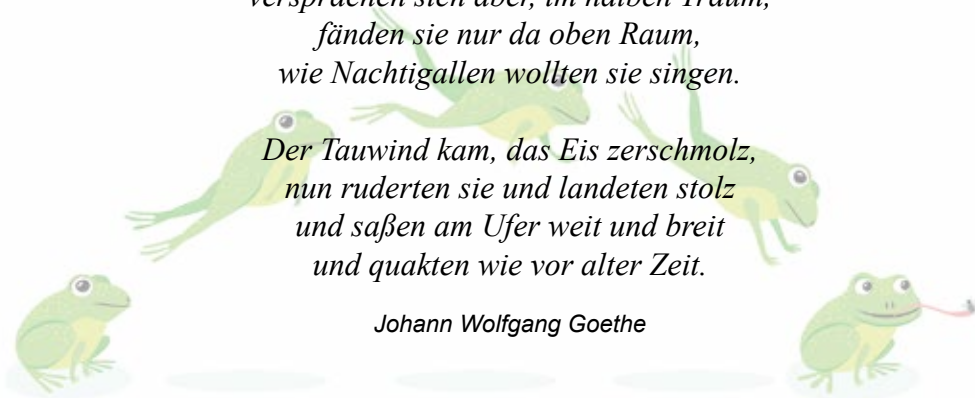 versprachen sich aber, im halben Traum,
fänden sie nur da oben Raum,
wie Nachtigallen wollten sie singen.
Der Tauwind kam, das Eis zerschmolz,
nun ruderten sie und landeten stolz
und saßen am Ufer weit und breit
und quakten wie vor alter Zeit.
Johann Wolfgang Goethe